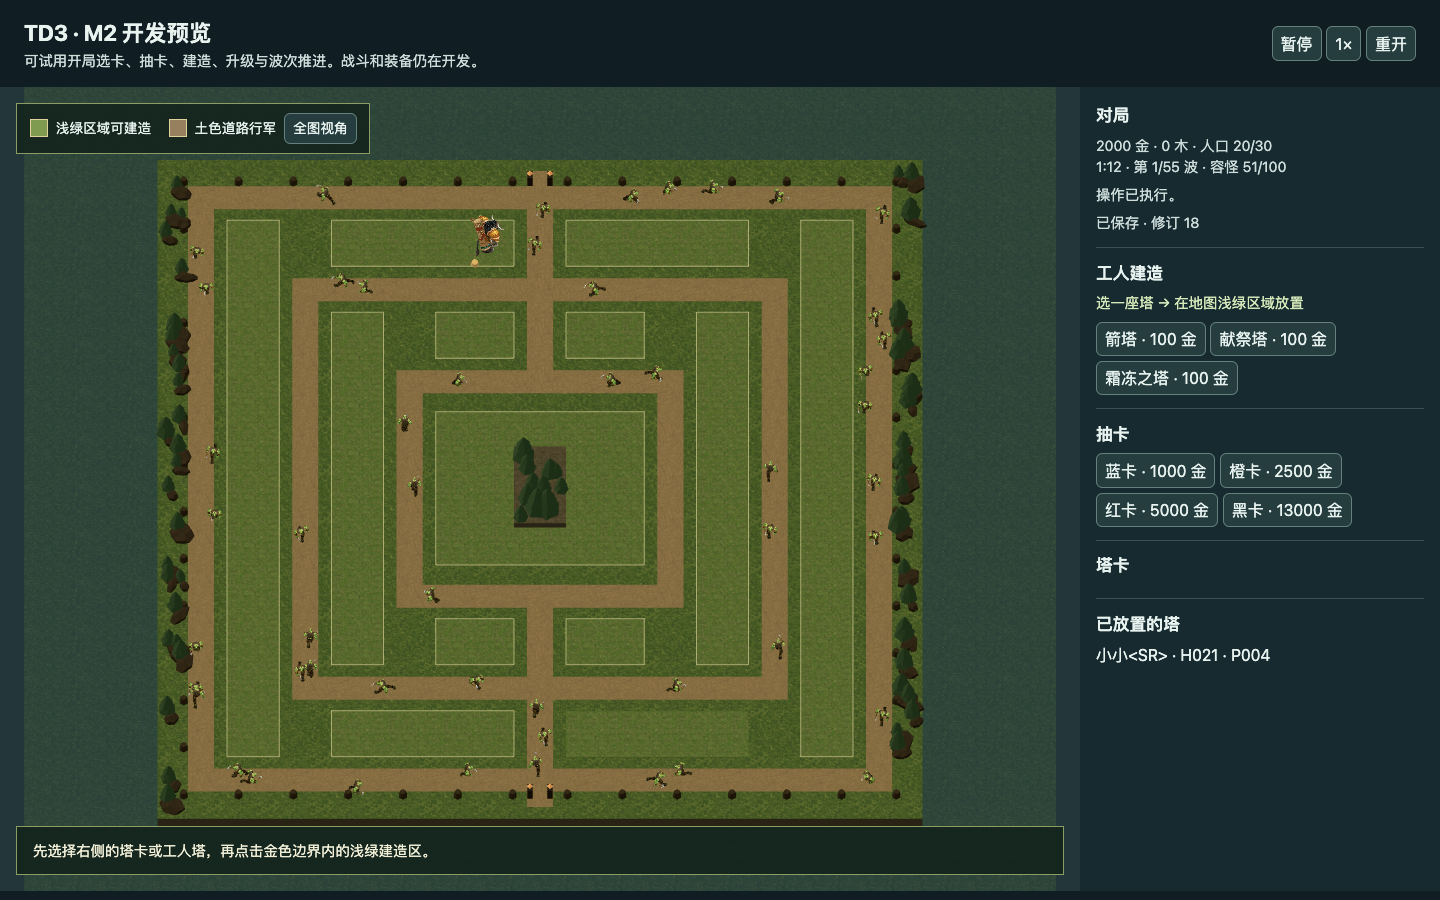 TD3 · M2 开发预览
可试用开局选卡、抽卡、建造、升级与波次推进。战斗和装备仍在开发。
暂停
1×
重开
浅绿区域可建造
土色道路行军
全图视角
先选择右侧的塔卡或工人塔，再点击金色边界内的浅绿建造区。
对局
2000 金 · 0 木 · 人口 20/30
1:12 · 第 1/55 波 · 容怪 51/100
操作已执行。
已保存 · 修订 18
工人建造
选一座塔 → 在地图浅绿区域放置
箭塔 · 100 金
献祭塔 · 100 金
霜冻之塔 · 100 金
抽卡
蓝卡 · 1000 金
橙卡 · 2500 金
红卡 · 5000 金
黑卡 · 13000 金
塔卡
已放置的塔
小小<SR> · H021 · P004